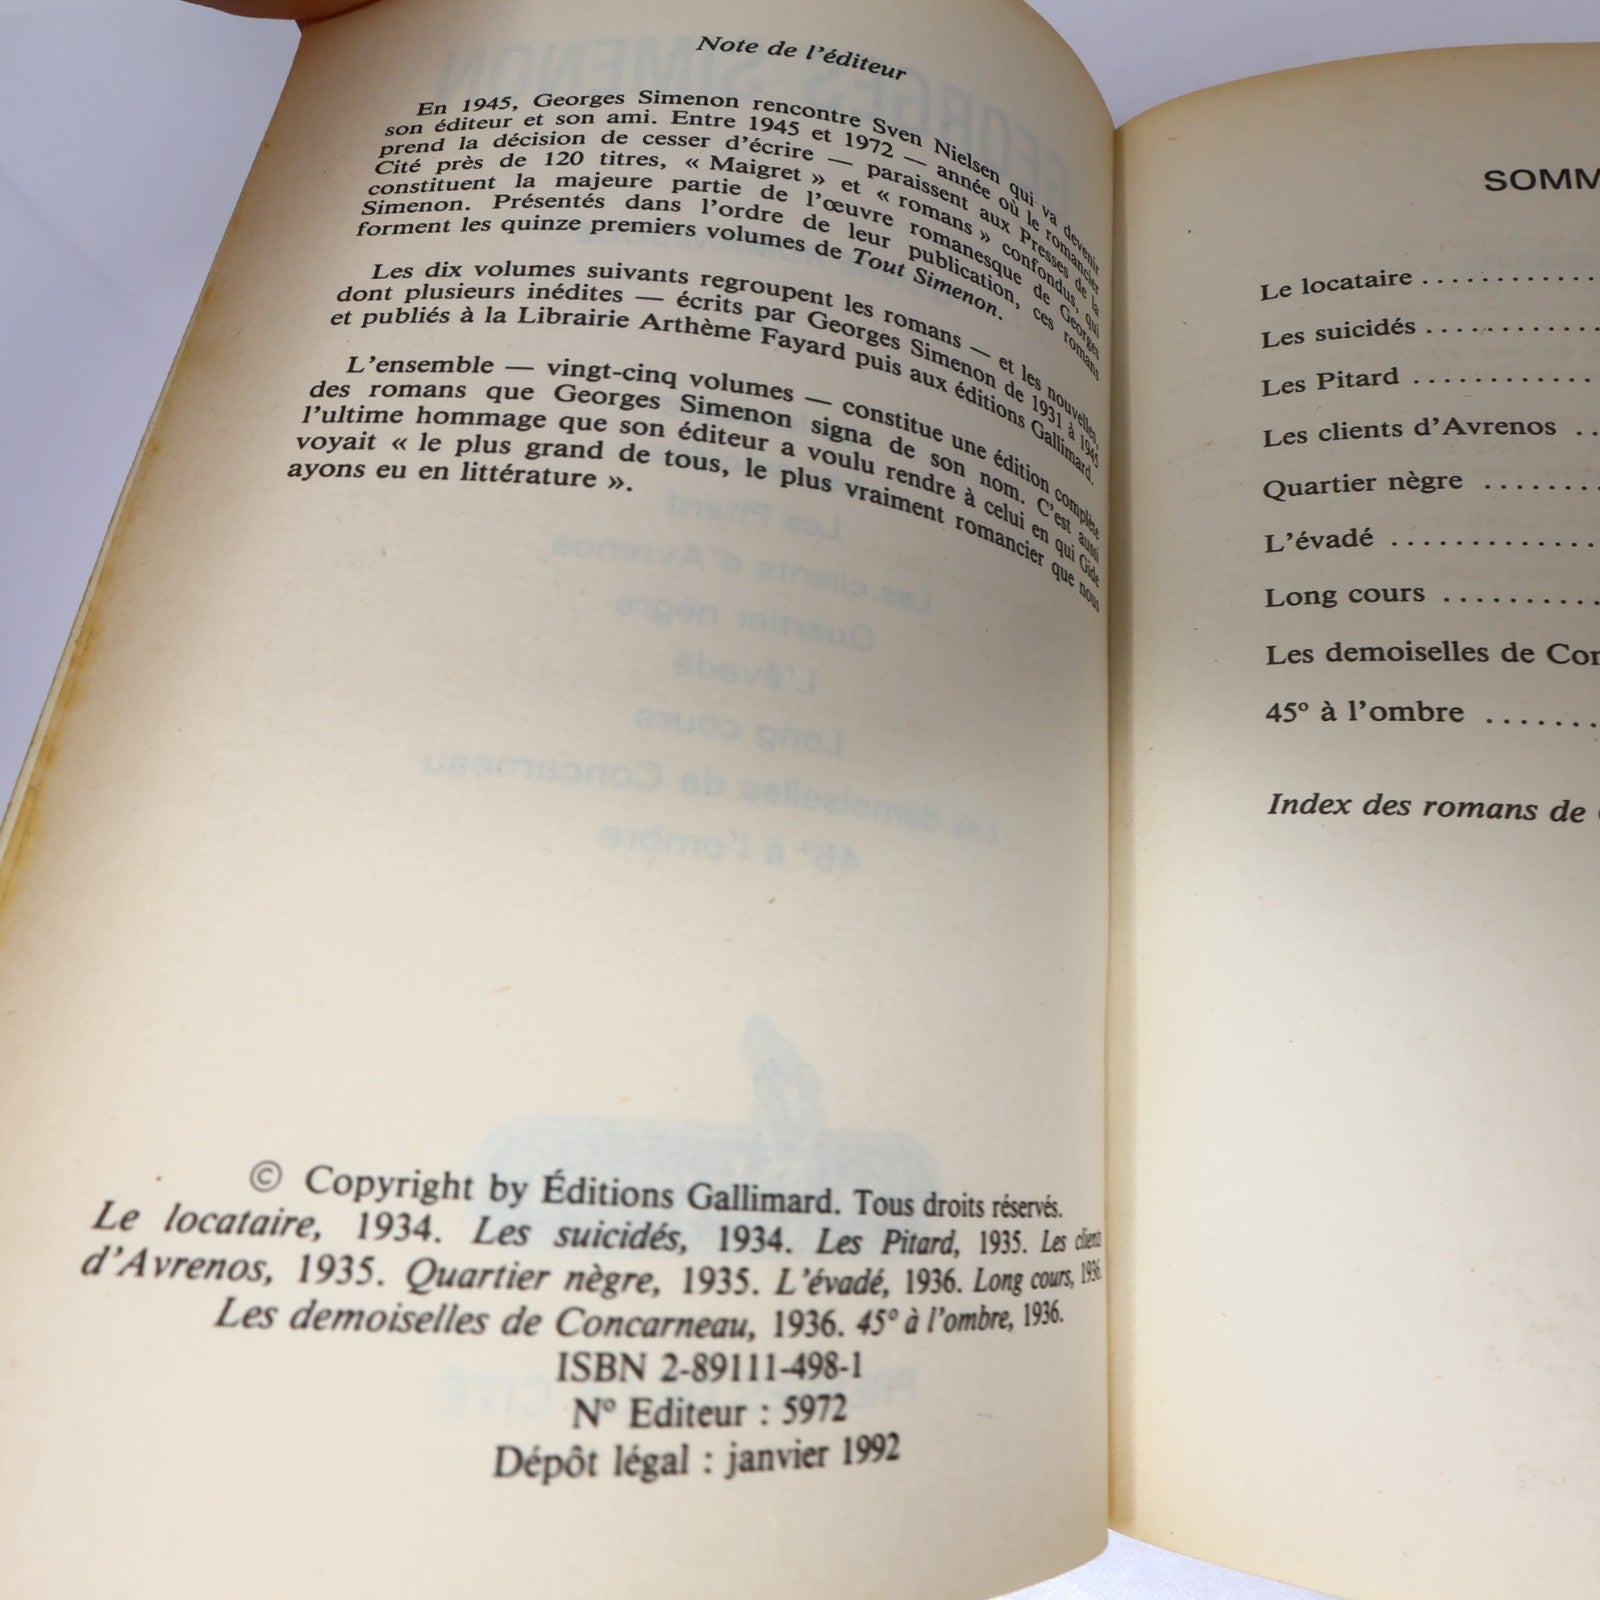 Note de l'éditeur
En 1945, Georges Simenon rencontre Sven Nielsen qui va devenir
son éditeur et son ami. Entre 1945 et 1972 — année où le romancier
prend la décision de cesser d'écrire — paraissent aux Presses de la
Cité près de 120 titres, « Maigret » et « romans » confondus, qui
constituent la majeure partie de l'œuvre romanesque de Georges
Simenon. Présentés dans l'ordre de leur publication, ces romans
forment les quinze premiers volumes de Tout Simenon.
Les dix volumes suivants regroupent les romans — et les nouvelles,
dont plusieurs inédites — écrits par Georges Simenon de 1931 à 1945
et publiés à la Librairie Arthème Fayard puis aux éditions Gallimard.
L'ensemble — vingt-cinq volumes — constitue une édition complète
des romans que Georges Simenon signa de son nom. C'est aussi
l'ultime hommage que son éditeur a voulu rendre à celui en qui Gide
voyait « le plus grand de tous, le plus vraiment romancier que nous
ayons eu en littérature ».
© Copyright by Éditions Gallimard. Tous droits réservés.
Le locataire, 1934. Les suicidés, 1934. Les Pitard, 1935. Les clients
d'Avrenos, 1935. Quartier nègre, 1935. L'évadé, 1936. Long cours, 1936.
Les demoiselles de Concarneau, 1936. 45° à l'ombre, 1936.
ISBN 2-89111-498-1
N° Editeur : 5972
Dépôt légal : janvier 1992
SOMM
Le locataire ..........
Les suicidés ..........
Les Pitard ..........
Les clients d'Avrenos ..
Quartier nègre .......
L'évadé ............
Long cours .........
Les demoiselles de Con
45° à l'ombre ......
Index des romans de